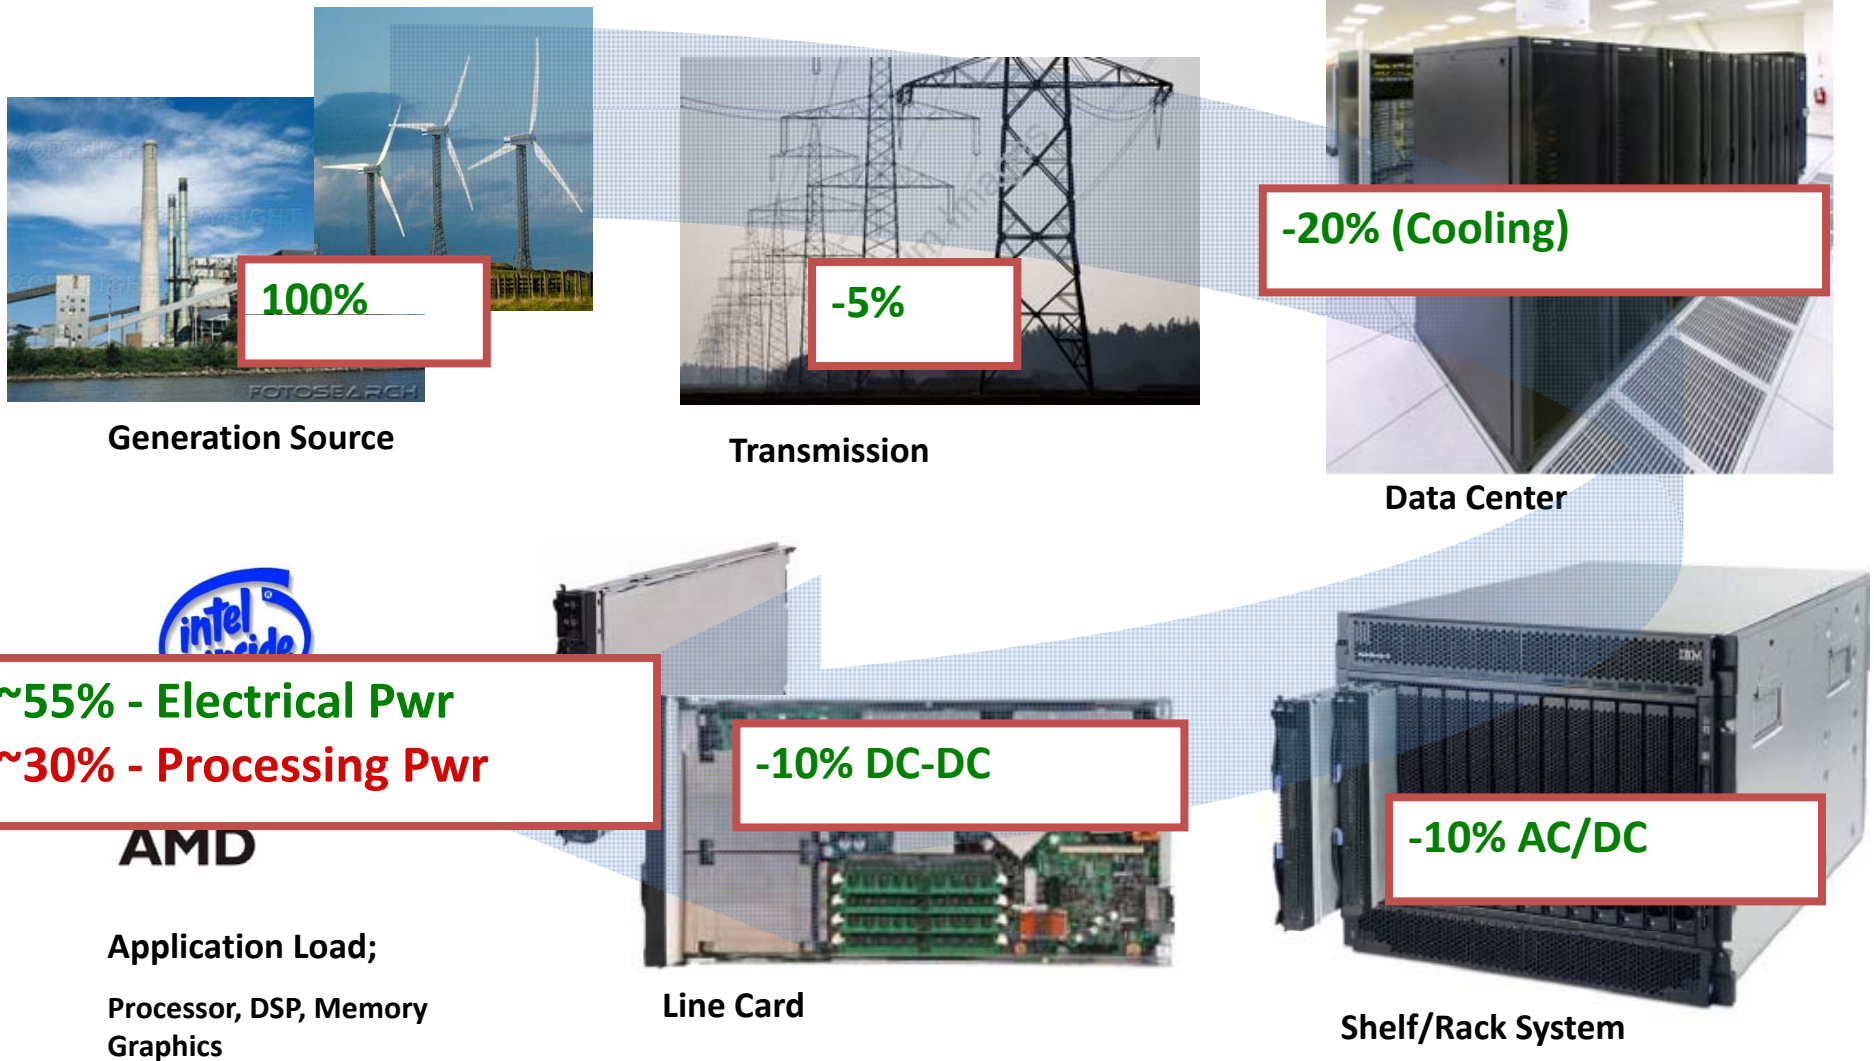 100%
FOTOSEARCH
Generation Source
-5%
Transmission
-20% (Cooling)
Data Center
intel
inside
~55% - Electrical Pwr
~30% - Processing Pwr
AMD
Application Load;
Processor, DSP, Memory
Graphics
-10% DC-DC
Line Card
IBM
-10% AC/DC
Shelf/Rack System